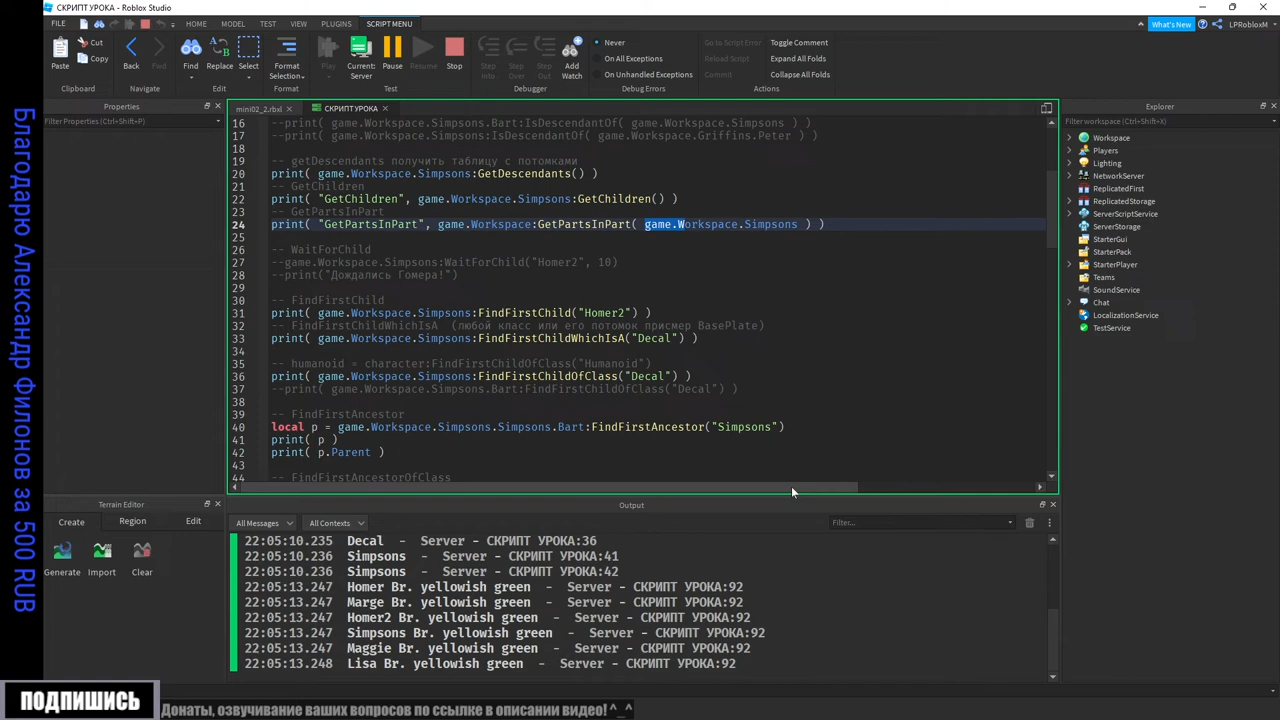 СКРИПТ УРОКА - Roblox Studio
FILE HOME MODEL TEST VIEW PLUGINS SCRIPT MENU What's New LPRobloxM
Paste Cut Copy Back Find Find Replace Select Format Selection Play Current: Server Pause Resume Stop Step Into Step Over Step Out Add Watch Never On All Exceptions On Unhandled Exceptions Go to Script Error Reload Script Commit Toggle Comment Expand All Folds Collapse All Folds
Clipboard Navigate Edit Format Test Debugger Debug Errors Actions
Благодарю Александр Филонов за 500 RUB
Properties
Filter Properties (Ctrl+Shift+P)
mini02_2.rbxl СКРИПТ УРОКА
16 --print( game.Workspace.Simpsons.Bart:IsDescendantOf( game.Workspace.Simpsons ) )
17 --print( game.Workspace.Simpsons:IsDescendantOf( game.Workspace.Griffins.Peter ) )
18
19 -- getDescendants получить таблицу с потомками
20 print( game.Workspace.Simpsons:GetDescendants() )
21 -- GetChildren
22 print( "GetChildren", game.Workspace.Simpsons:GetChildren() )
23 -- GetPartsInPart
24 print( "GetPartsInPart", game.Workspace:GetPartsInPart( game.Workspace.Simpsons ) )
25
26 -- WaitForChild
27 --game.Workspace.Simpsons:WaitForChild("Homer2", 10)
28 --print("Дождались Гомера!")
29
30 -- FindFirstChild
31 print( game.Workspace.Simpsons:FindFirstChild("Homer2") )
32 -- FindFirstChildWhichIsA (любой класс или его потомок присмер BasePlate)
33 print( game.Workspace.Simpsons:FindFirstChildWhichIsA("Decal") )
34
35 -- humanoid = character:FindFirstChildOfClass("Humanoid")
36 print( game.Workspace.Simpsons:FindFirstChildOfClass("Decal") )
37 --print( game.Workspace.Simpsons.Bart:FindFirstChildOfClass("Decal") )
38
39 -- FindFirstAncestor
40 local p = game.Workspace.Simpsons.Simpsons.Bart:FindFirstAncestor("Simpsons")
41 print( p )
42 print( p.Parent )
43
44 -- FindFirstAncestorOfClass
Explorer
Filter workspace (Ctrl+Shift+X)
Workspace
Players
Lighting
NetworkServer
ReplicatedFirst
ReplicatedStorage
ServerScriptService
ServerStorage
StarterGui
StarterPack
StarterPlayer
Teams
SoundService
Chat
LocalizationService
TestService
Terrain Editor
Create Region Edit
Generate Import Clear
Output
All Messages All Contexts Filter...
22:05:10.235 Decal - Server - СКРИПТ УРОКА:36
22:05:10.236 Simpsons - Server - СКРИПТ УРОКА:41
22:05:10.236 Simpsons - Server - СКРИПТ УРОКА:42
22:05:13.247 Homer Br. yellowish green - Server - СКРИПТ УРОКА:92
22:05:13.247 Marge Br. yellowish green - Server - СКРИПТ УРОКА:92
22:05:13.247 Homer2 Br. yellowish green - Server - СКРИПТ УРОКА:92
22:05:13.247 Simpsons Br. yellowish green - Server - СКРИПТ УРОКА:92
22:05:13.247 Maggie Br. yellowish green - Server - СКРИПТ УРОКА:92
22:05:13.248 Lisa Br. yellowish green - Server - СКРИПТ УРОКА:92
ПОДПИШИСЬ
Донаты, озвучивание ваших вопросов по ссылке в описании видео! ^_^